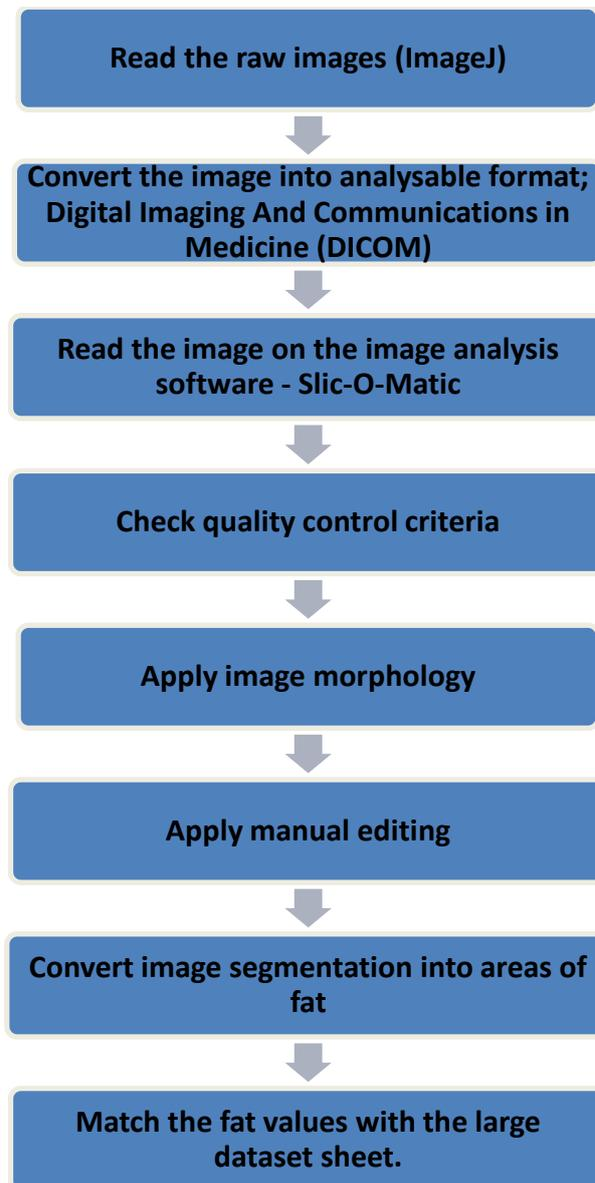 Read the raw images (ImageJ)
Convert the image into analysable format;
Digital Imaging And Communications in
Medicine (DICOM)
Read the image on the image analysis
software - Slic-O-Matic
Check quality control criteria
Apply image morphology
Apply manual editing
Convert image segmentation into areas of
fat
Match the fat values with the large
dataset sheet.